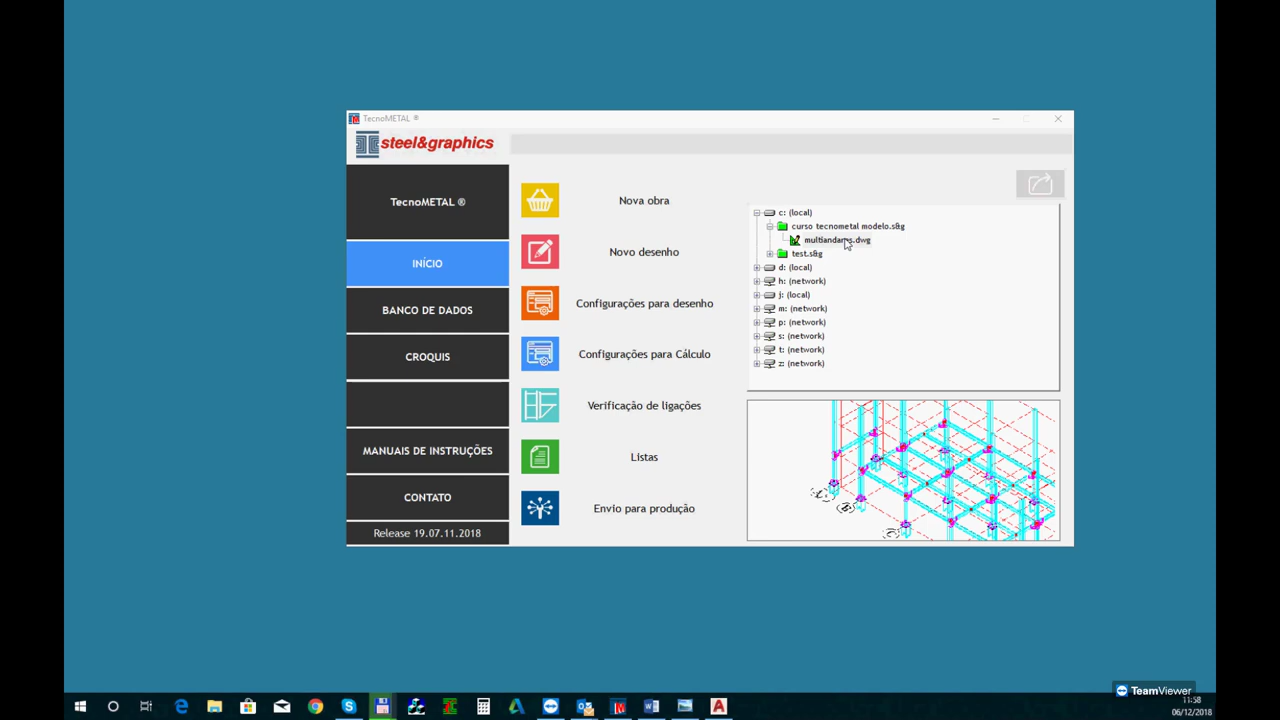 TecnoMETAL ®
steel&graphics
TecnoMETAL ®
INÍCIO
BANCO DE DADOS
CROQUIS
MANUAIS DE INSTRUÇÕES
CONTATO
Release 19.07.11.2018
Nova obra
Novo desenho
Configurações para desenho
Configurações para Cálculo
Verificação de ligações
Listas
Envio para produção
c: (local)
curso tecnometal modelo.s&g
multiandares.dwg
test.s&g
d: (local)
h: (network)
j: (local)
m: (network)
p: (network)
s: (network)
t: (network)
z: (network)
B
C
TeamViewer
11:58
06/12/2018